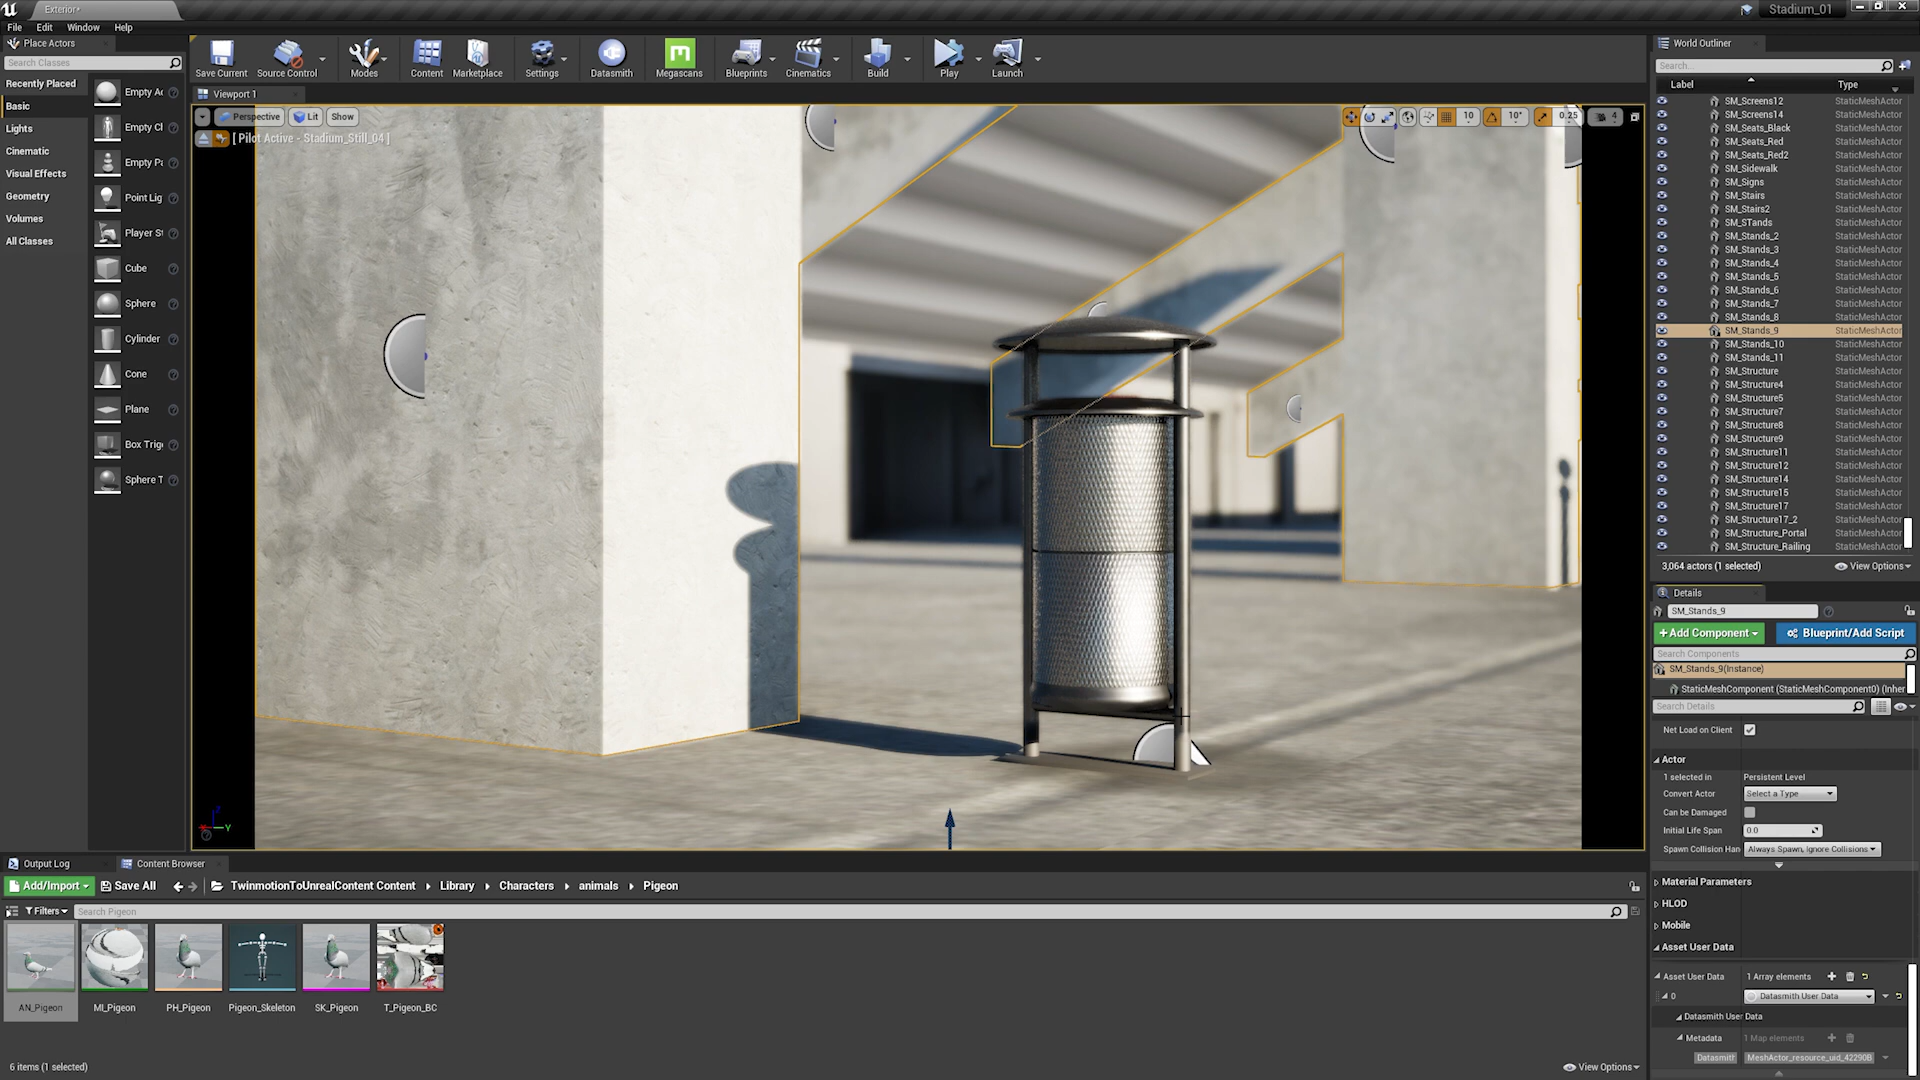 Exterior*
Stadium_01
File Edit Window Help
Place Actors
Search Classes
Recently Placed
Basic
Lights
Cinematic
Visual Effects
Geometry
Volumes
All Classes
Empty Ac
Empty Cl
Empty Pa
Point Lig
Player St
Cube
Sphere
Cylinder
Cone
Plane
Box Trig
Sphere T
Save Current
Source Control
Modes
Content
Marketplace
Settings
Datasmith
Megascans
Blueprints
Cinematics
Build
Play
Launch
Viewport 1
Perspective Lit Show
10 10° 0.25 4
[ Pilot Active - Stadium_Still_04 ]
World Outliner
Search...
Label Type
SM_Screens12 StaticMeshActor
SM_Screens14 StaticMeshActor
SM_Seats_Black StaticMeshActor
SM_Seats_Red StaticMeshActor
SM_Seats_Red2 StaticMeshActor
SM_Sidewalk StaticMeshActor
SM_Signs StaticMeshActor
SM_Stairs StaticMeshActor
SM_Stairs2 StaticMeshActor
SM_STands StaticMeshActor
SM_Stands_2 StaticMeshActor
SM_Stands_3 StaticMeshActor
SM_Stands_4 StaticMeshActor
SM_Stands_5 StaticMeshActor
SM_Stands_6 StaticMeshActor
SM_Stands_7 StaticMeshActor
SM_Stands_8 StaticMeshActor
SM_Stands_9 StaticMeshActor
SM_Stands_10 StaticMeshActor
SM_Stands_11 StaticMeshActor
SM_Structure StaticMeshActor
SM_Structure4 StaticMeshActor
SM_Structure5 StaticMeshActor
SM_Structure7 StaticMeshActor
SM_Structure8 StaticMeshActor
SM_Structure9 StaticMeshActor
SM_Structure11 StaticMeshActor
SM_Structure12 StaticMeshActor
SM_Structure14 StaticMeshActor
SM_Structure15 StaticMeshActor
SM_Structure17 StaticMeshActor
SM_Structure17_2 StaticMeshActor
SM_Structure_Portal StaticMeshActor
SM_Structure_Railing StaticMeshActor
3,064 actors (1 selected) View Options
Details
SM_Stands_9
+Add Component Blueprint/Add Script
Search Components
SM_Stands_9(Instance)
StaticMeshComponent (StaticMeshComponent0) (Inher
Search Details
Net Load on Client
Actor
1 selected in Persistent Level
Convert Actor Select a Type
Can be Damaged
Initial Life Span 0.0
Spawn Collision Han Always Spawn, Ignore Collisions
Material Parameters
HLOD
Mobile
Asset User Data
Asset User Data 1 Array elements
0 Datasmith User Data
Datasmith User Data
Metadata 1 Map elements
Datasmit MeshActor_resource_uid_42290B
Y
Output Log Content Browser
Add/Import Save All TwinmotionToUnrealContent Content Library Characters animals Pigeon
Filters Search Pigeon
AN_Pigeon
MI_Pigeon
PH_Pigeon
Pigeon_Skeleton
SK_Pigeon
T_Pigeon_BC
6 items (1 selected) View Options